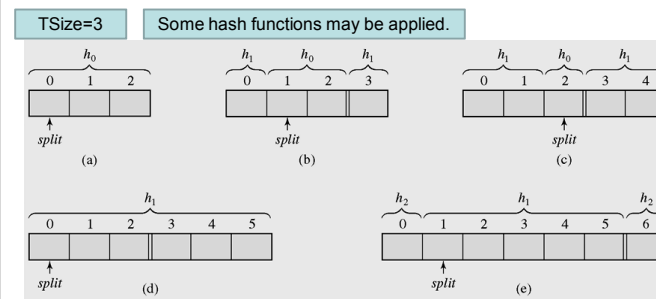 TSize=3
Some hash functions may be applied.
h₀
0 1 2
split
(a)
h₁ h₀ h₁
0 1 2 3
split
(b)
h₁ h₀ h₁
0 1 2 3 4
split
(c)
h₁
0 1 2 3 4 5
split
(d)
h₂ h₁ h₂
0 1 2 3 4 5 6
split
(e)